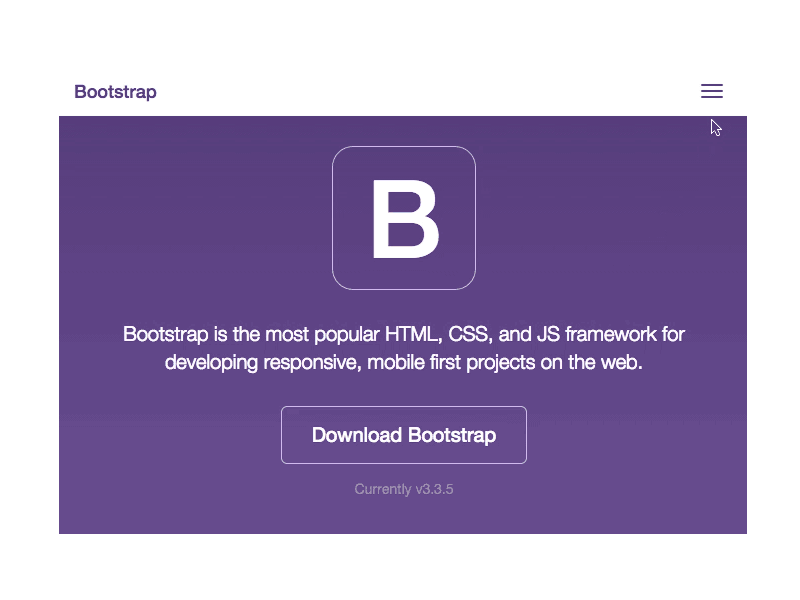 Bootstrap
B
Bootstrap is the most popular HTML, CSS, and JS framework for
developing responsive, mobile first projects on the web.
Download Bootstrap
Currently v3.3.5